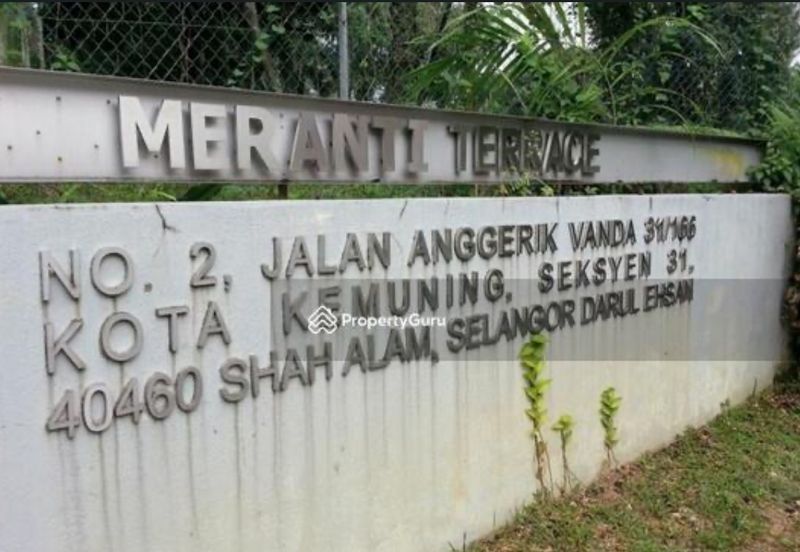 MERANTI TERRACE
NO. 2, JALAN ANGGERIK VANDA 31/166
KOTA KEMUNING, SEKSYEN 31,
40460 SHAH ALAM, SELANGOR DARUL EHSAN
PropertyGuru